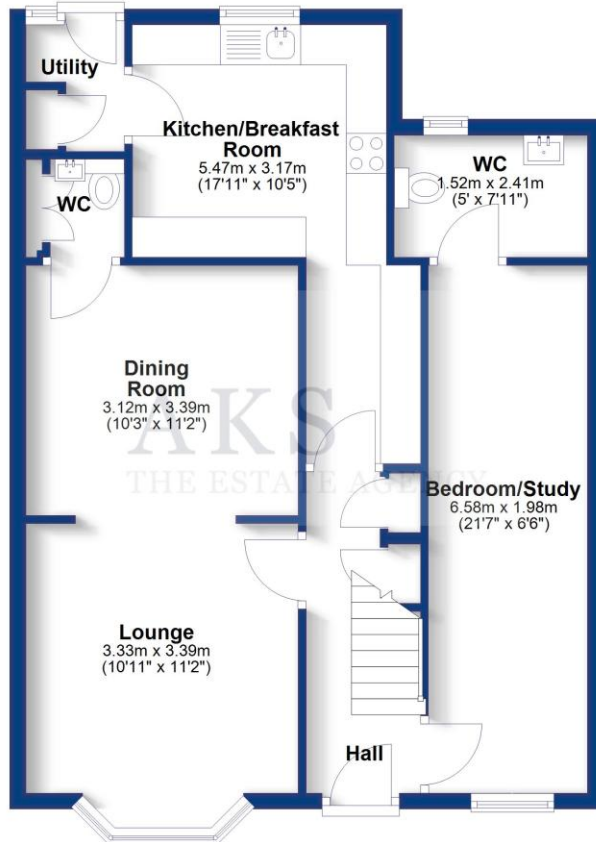 Utility
Kitchen/Breakfast
Room
5.47m x 3.17m
(17'11" x 10'5")
WC
WC
1.52m x 2.41m
(5' x 7'11")
Dining
Room
3.12m x 3.39m
(10'3" x 11'2")
AKS
THE ESTATE AGENCY
Bedroom/Study
6.58m x 1.98m
(21'7" x 6'6")
Lounge
3.33m x 3.39m
(10'11" x 11'2")
Hall